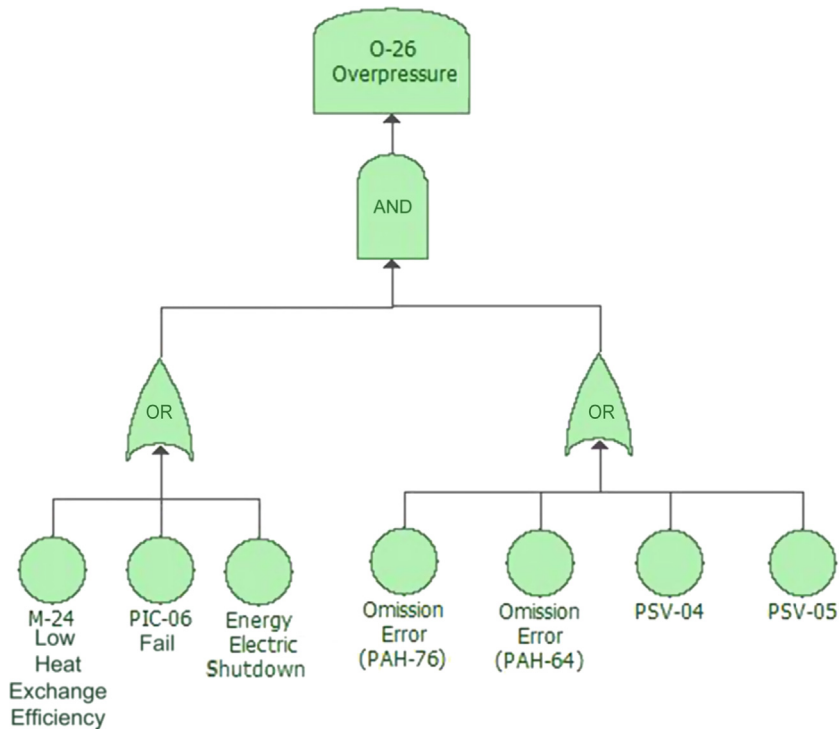 O-26
Overpressure
AND
OR
OR
M-24
Low
Heat
Exchange
Efficiency
PIC-06
Fail
Energy
Electric
Shutdown
Omission
Error
(PAH-76)
Omission
Error
(PAH-64)
PSV-04
PSV-05